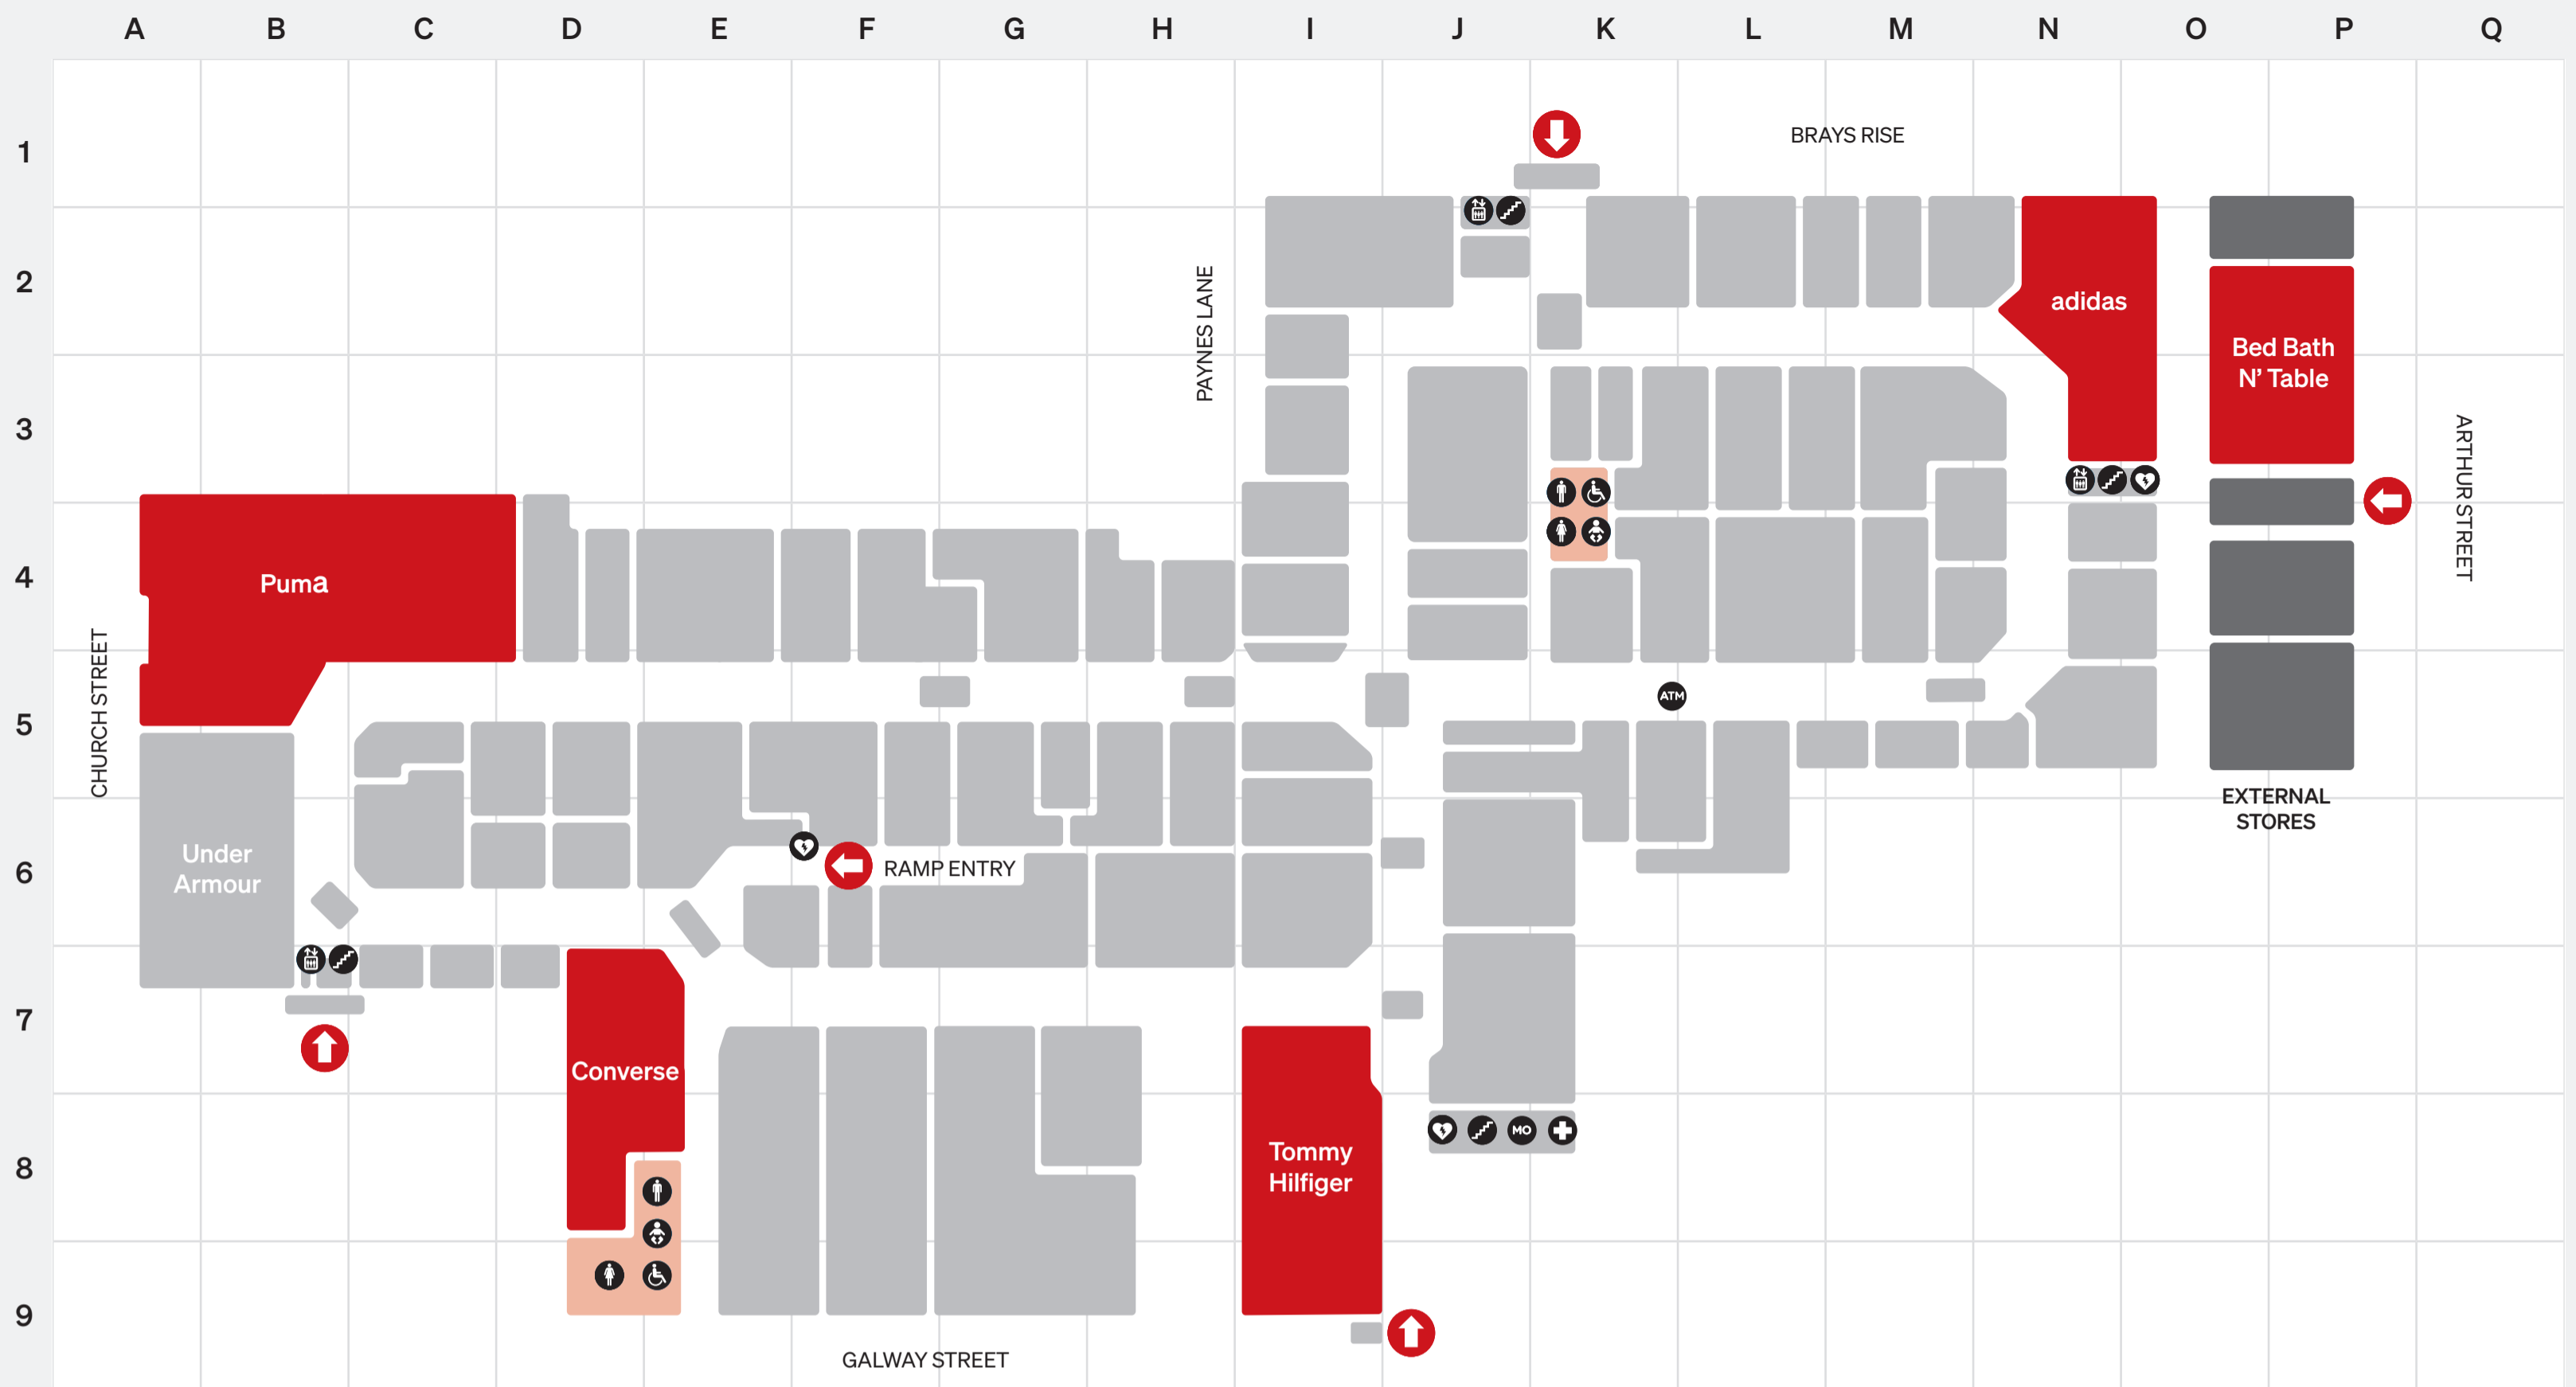 A B C D E F G H I J K L M N O P Q
1
BRAYS RISE
2
PAYNES LANE
adidas
Bed Bath
N’ Table
3
ARTHUR STREET
4
Puma
CHURCH STREET
ATM
5
EXTERNAL
STORES
Under
Armour
6
RAMP ENTRY
7
Converse
MO
8
Tommy
Hilfiger
9
GALWAY STREET